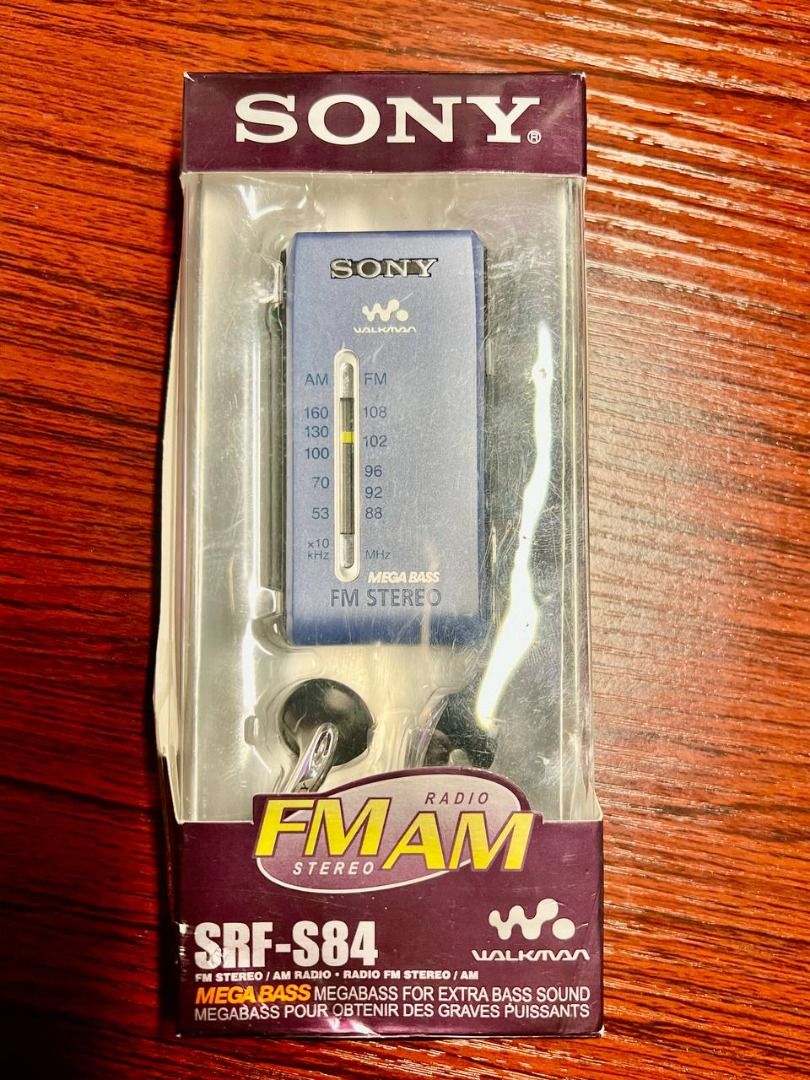 SONY®
SONY
WALKMAN
AM FM
160 108
130
102
100
96
70
92
53 88
×10
kHz MHz
MEGA BASS
FM STEREO
RADIO
FM AM
STEREO
SRF-S84
WALKMAN
FM STEREO / AM RADIO • RADIO FM STEREO / AM
MEGA BASS MEGABASS FOR EXTRA BASS SOUND
MEGABASS POUR OBTENIR DES GRAVES PUISSANTS